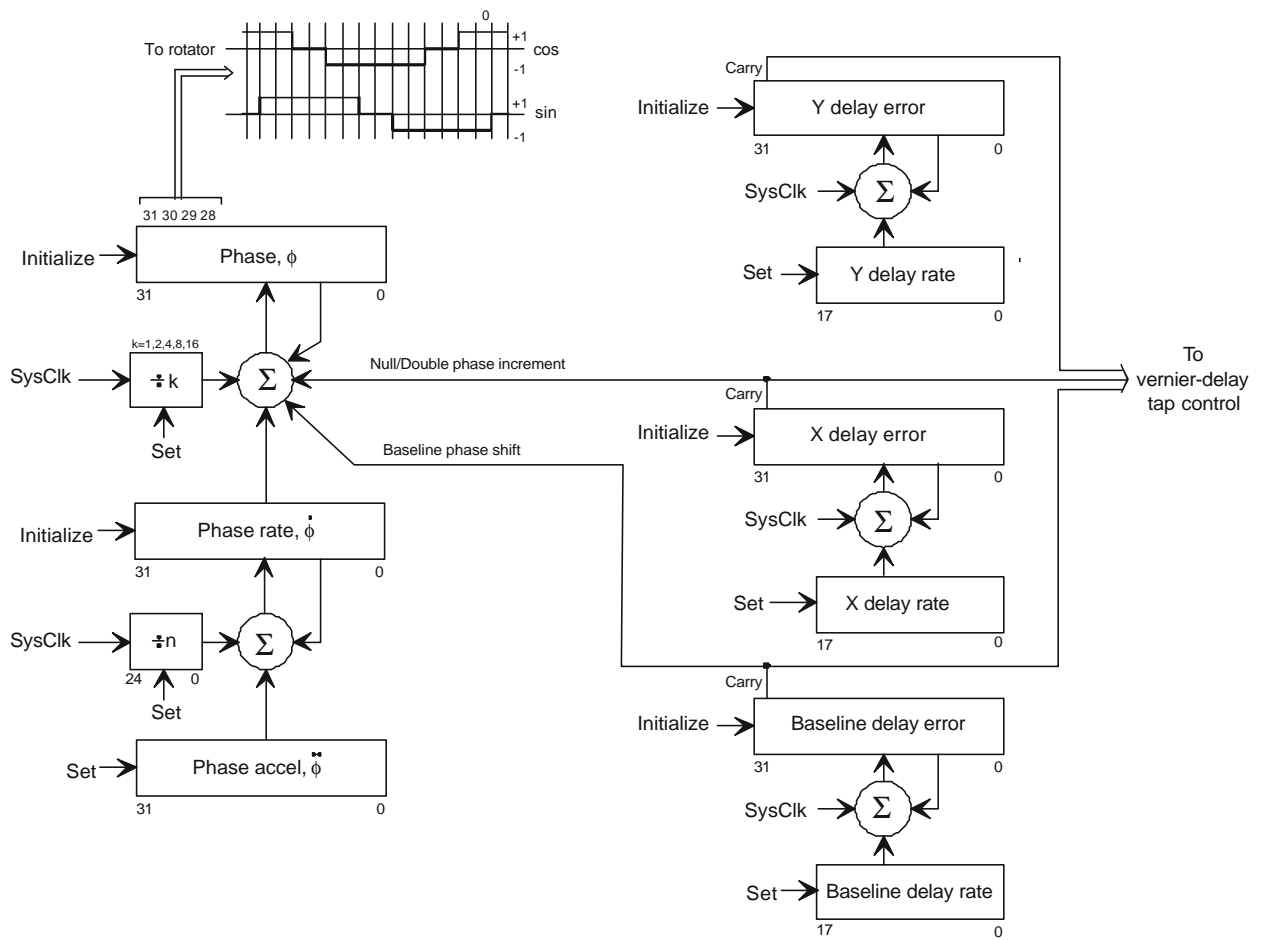 0
To rotator
+1
cos
-1
+1
sin
-1
31 30 29 28
Initialize
Phase, ϕ
31
0
k=1,2,4,8,16
SysClk
÷k
Σ
Set
Null/Double phase increment
Baseline phase shift
Initialize
Phase rate, ϕ̇
31
0
SysClk
÷n
Σ
24
0
Set
Set
Phase accel, ϕ̈
31
0
Carry
Initialize
Y delay error
31
0
SysClk
Σ
Set
Y delay rate
17
0
To
vernier-delay
tap control
Carry
Initialize
X delay error
31
0
SysClk
Σ
Set
X delay rate
17
0
Carry
Initialize
Baseline delay error
31
0
SysClk
Σ
Set
Baseline delay rate
17
0